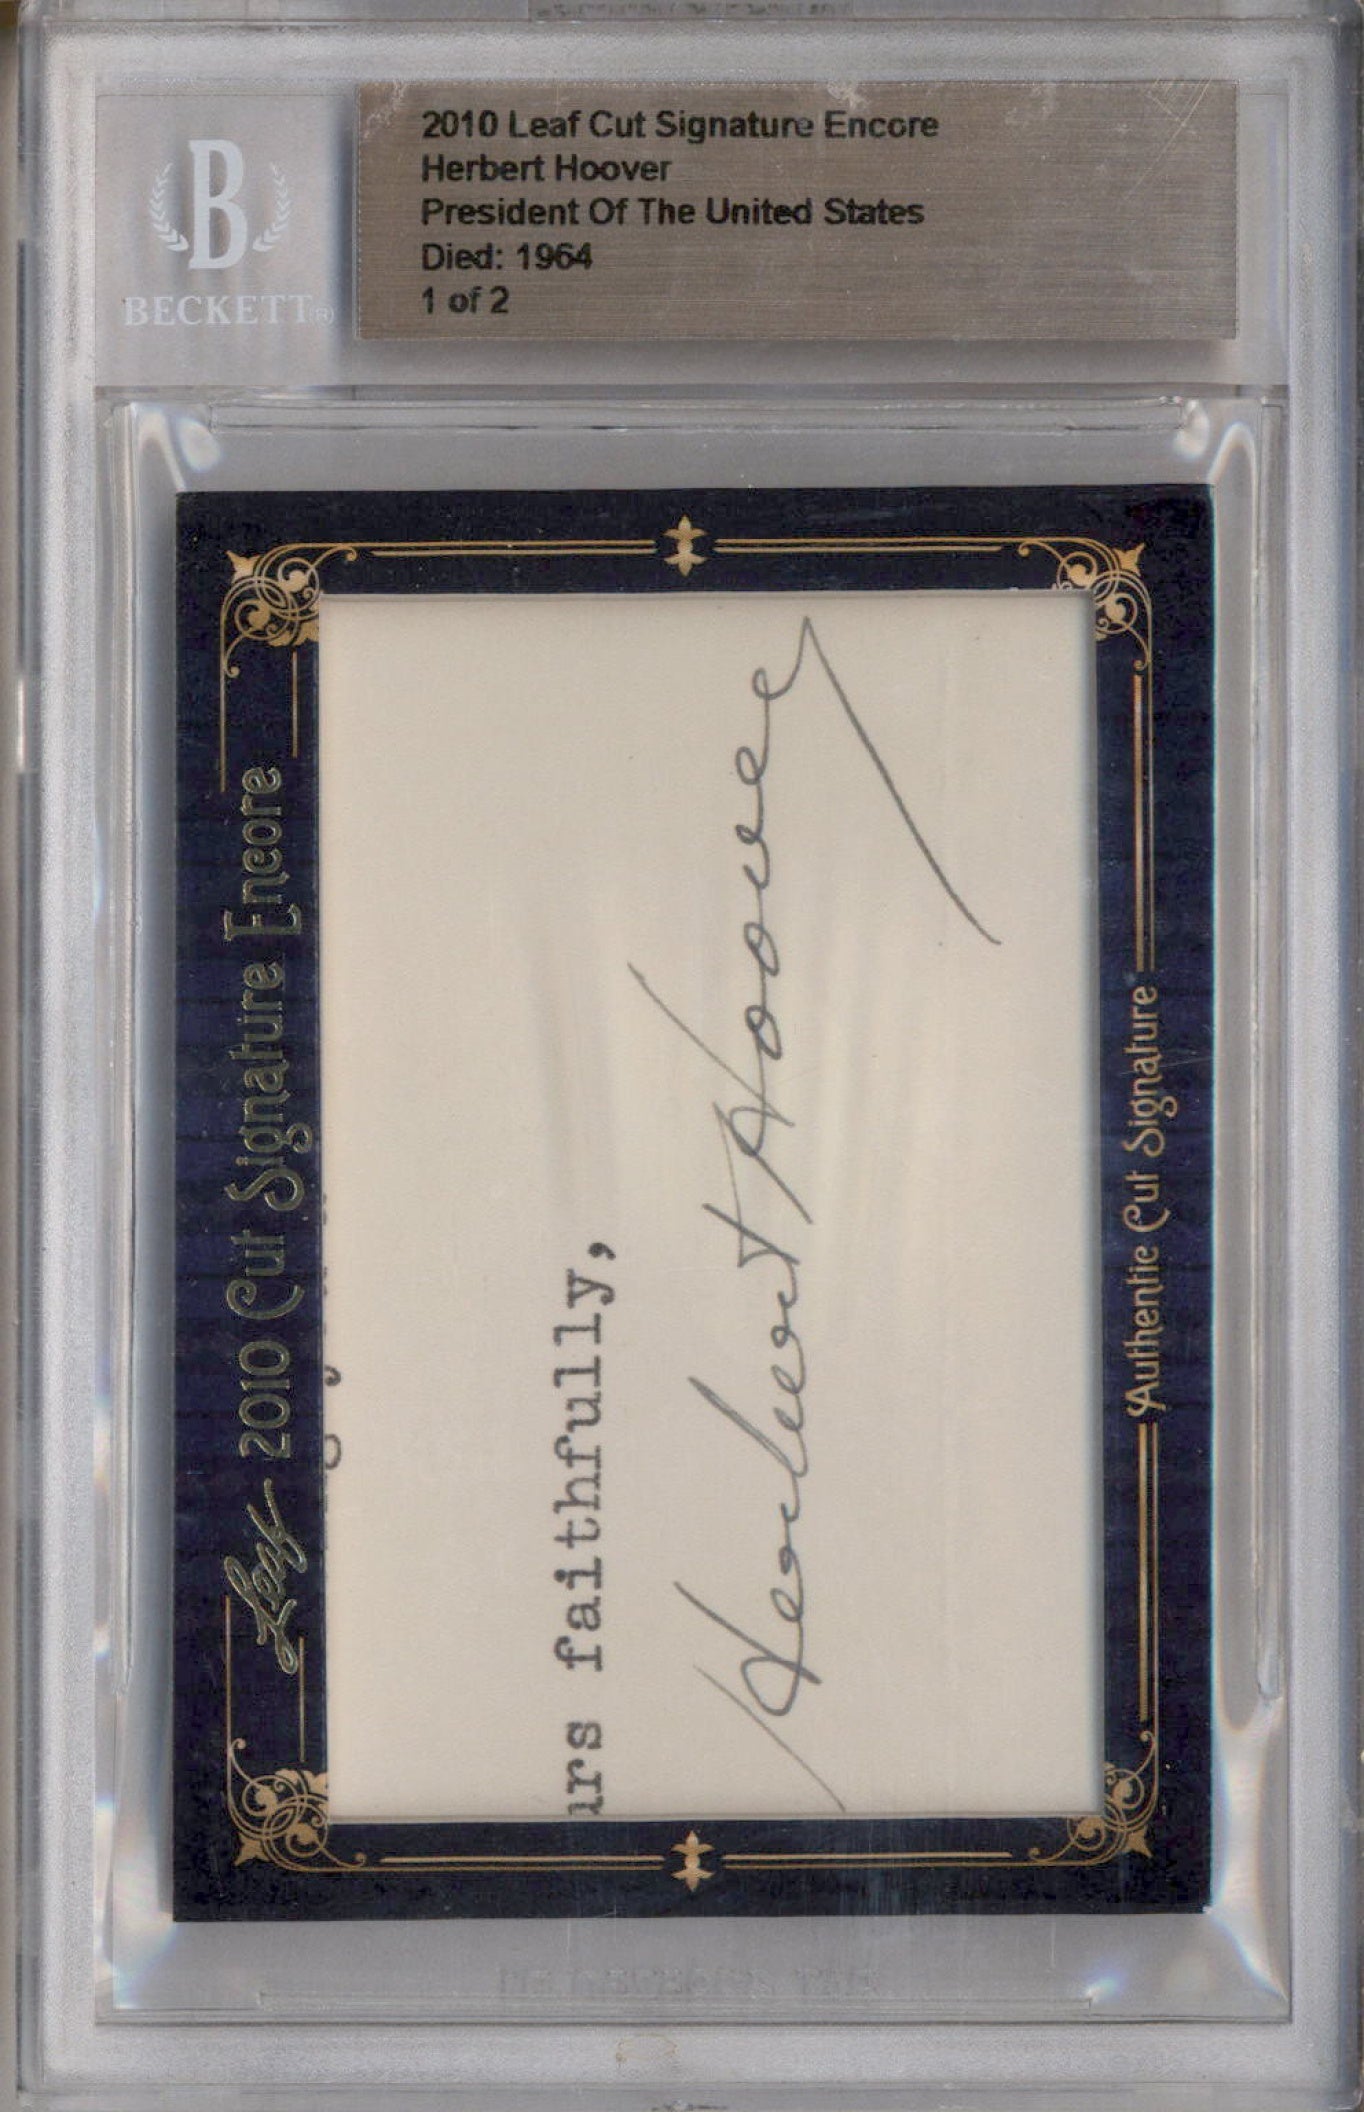 B
BECKETT®
2010 Leaf Cut Signature Encore
Herbert Hoover
President Of The United States
Died: 1964
1 of 2
Leaf 2010 Cut Signature Encore
urs faithfully,
Herbert Hoover
Authentic Cut Signature